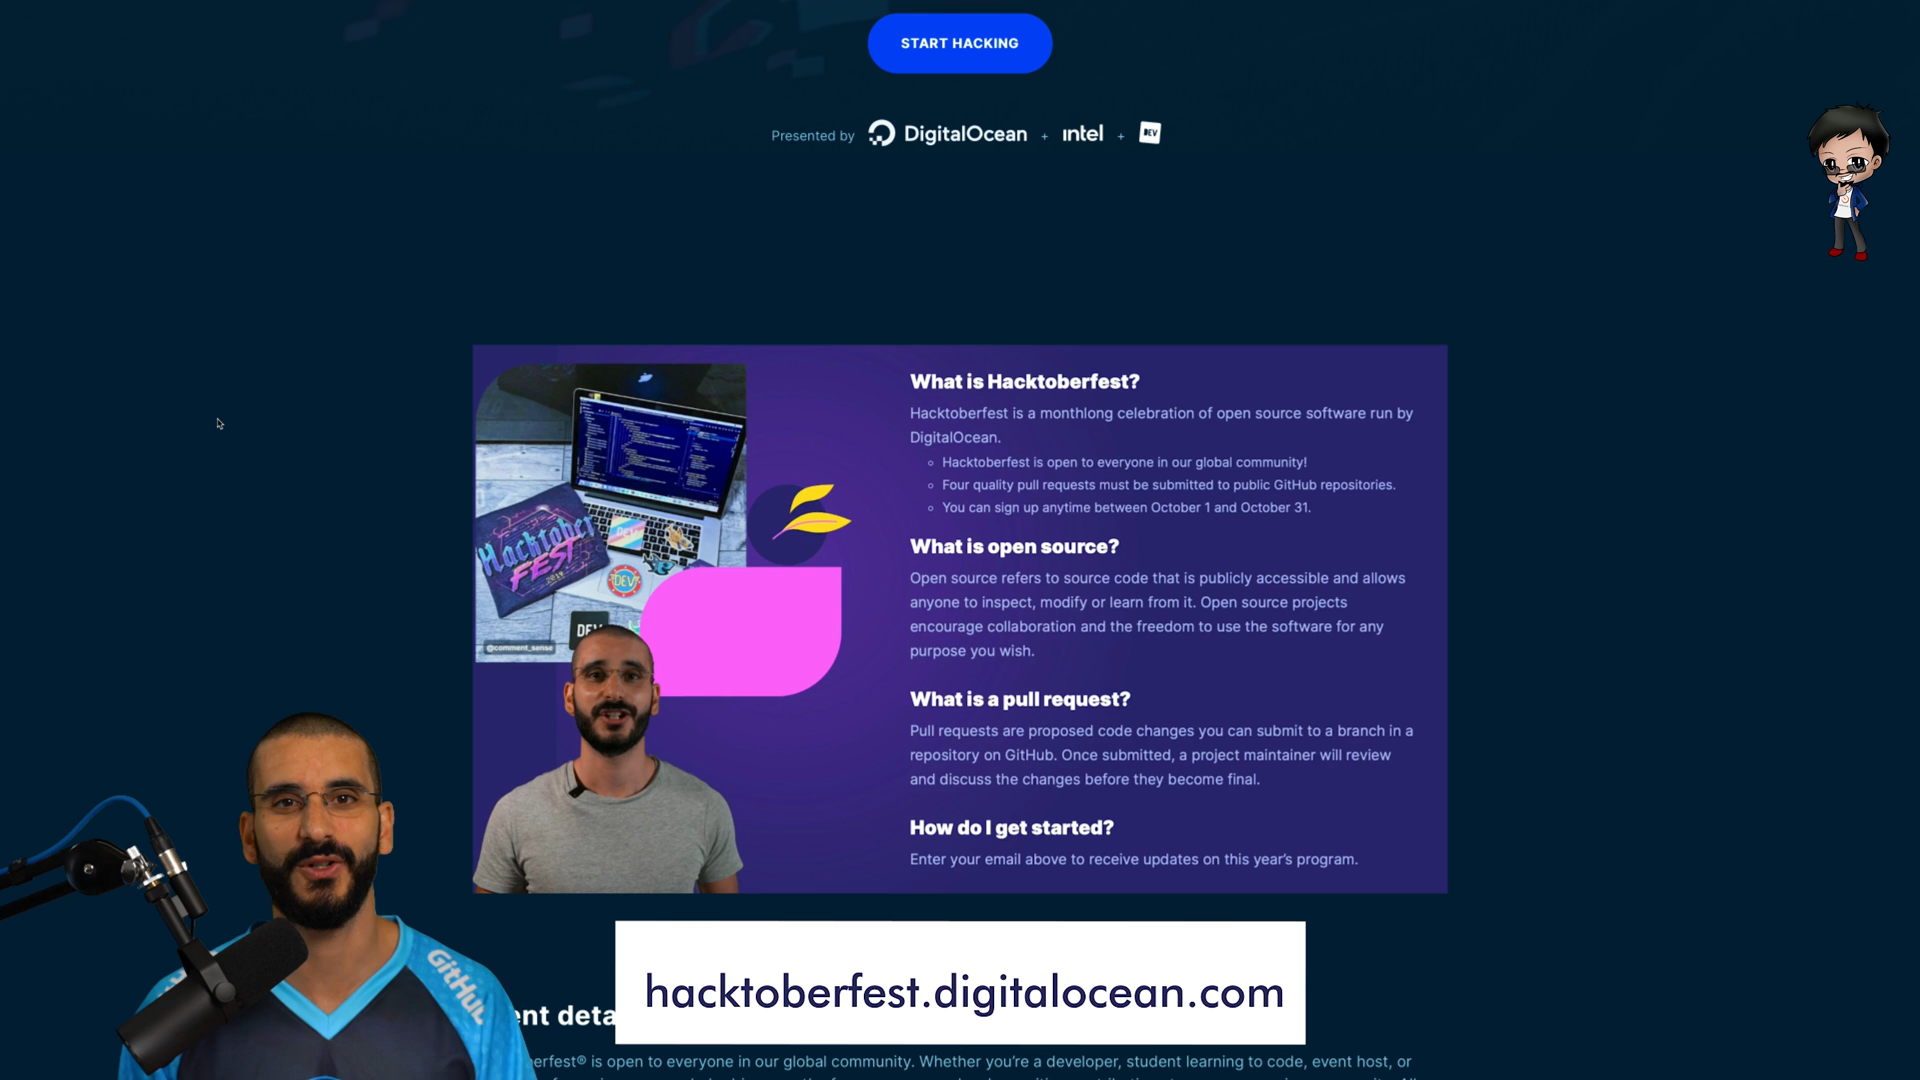 START HACKING
Presented by DigitalOcean + intel + DEV
What is Hacktoberfest?
Hacktoberfest is a monthlong celebration of open source software run by
DigitalOcean.
Hacktoberfest is open to everyone in our global community!
Four quality pull requests must be submitted to public GitHub repositories.
You can sign up anytime between October 1 and October 31.
What is open source?
Open source refers to source code that is publicly accessible and allows
anyone to inspect, modify or learn from it. Open source projects
encourage collaboration and the freedom to use the software for any
purpose you wish.
What is a pull request?
Pull requests are proposed code changes you can submit to a branch in a
repository on GitHub. Once submitted, a project maintainer will review
and discuss the changes before they become final.
How do I get started?
Enter your email above to receive updates on this year's program.
Hacktober
FEST
2019
DEV
DEV
DEV
@comment_sense
GitHub
hacktoberfest.digitalocean.com
ent deta
erfest® is open to everyone in our global community. Whether you're a developer, student learning to code, event host, or